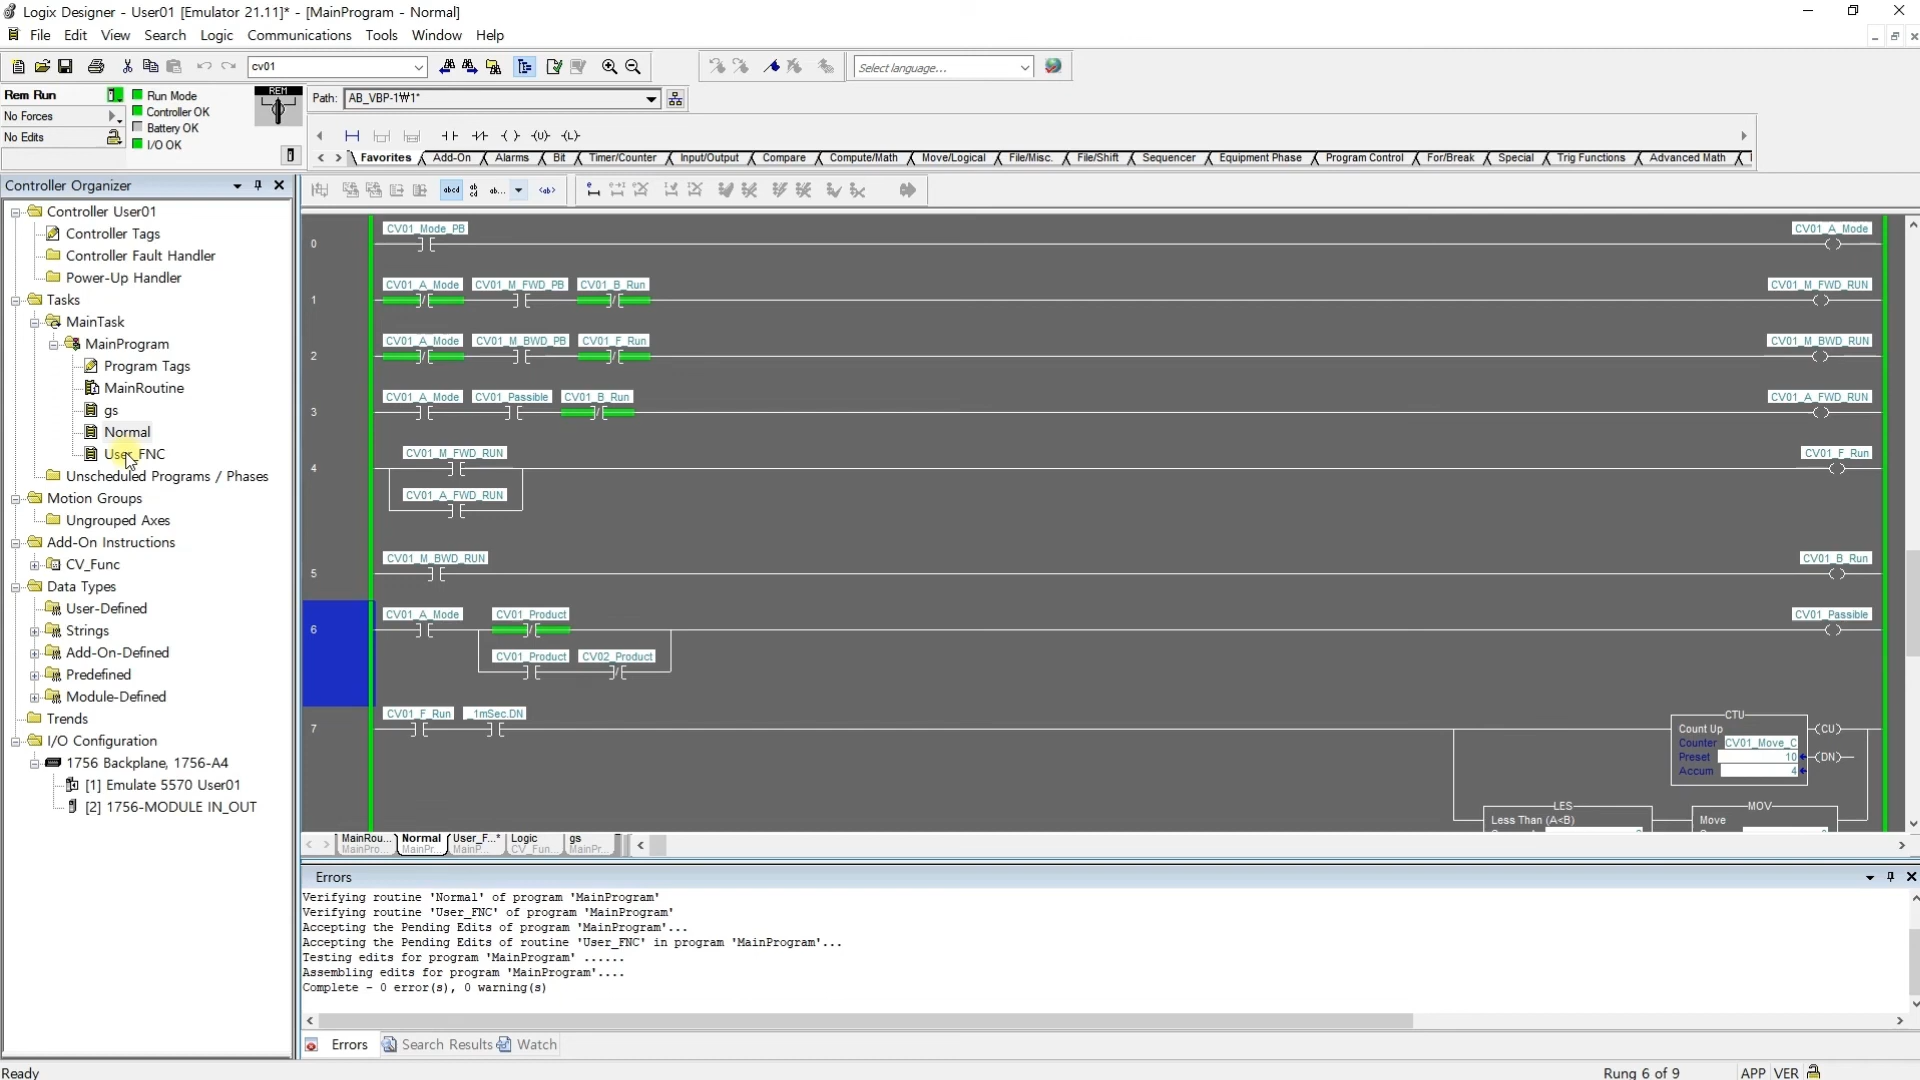 Logix Designer - User01 [Emulator 21.11]* - [MainProgram - Normal]
File Edit View Search Logic Communications Tools Window Help
cv01
Select language...
Rem Run
No Forces
No Edits
Run Mode
Controller OK
Battery OK
I/O OK
REM
Path: AB_VBP-1₩1*
Favorites Add-On Alarms Bit Timer/Counter Input/Output Compare Compute/Math Move/Logical File/Misc. File/Shift Sequencer Equipment Phase Program Control For/Break Special Trig Functions Advanced Math
Controller Organizer
Controller User01
Controller Tags
Controller Fault Handler
Power-Up Handler
Tasks
MainTask
MainProgram
Program Tags
MainRoutine
gs
Normal
User_FNC
Unscheduled Programs / Phases
Motion Groups
Ungrouped Axes
Add-On Instructions
CV_Func
Data Types
User-Defined
Strings
Add-On-Defined
Predefined
Module-Defined
Trends
I/O Configuration
1756 Backplane, 1756-A4
[1] Emulate 5570 User01
[2] 1756-MODULE IN_OUT
CV01_Mode_PB CV01_A_Mode
0
CV01_A_Mode CV01_M_FWD_PB CV01_B_Run CV01_M_FWD_RUN
1
CV01_A_Mode CV01_M_BWD_PB CV01_F_Run CV01_M_BWD_RUN
2
CV01_A_Mode CV01_Passible CV01_B_Run CV01_A_FWD_RUN
3
CV01_M_FWD_RUN CV01_F_Run
4
CV01_A_FWD_RUN
CV01_M_BWD_RUN CV01_B_Run
5
CV01_A_Mode CV01_Product CV01_Passible
6
CV01_Product CV02_Product
CV01_F_Run _1mSec.DN
7
CTU
Count Up (CU)
Counter CV01_Move_C
Preset 10 (DN)
Accum 4
LES MOV
Less Than (A<B) Move
MainRou... Normal User_F...* Logic gs
MainPro... MainPr... MainP... CV_Fun... MainPr...
Errors
Verifying routine 'Normal' of program 'MainProgram'
Verifying routine 'User_FNC' of program 'MainProgram'
Accepting the Pending Edits of program 'MainProgram'...
Accepting the Pending Edits of routine 'User_FNC' in program 'MainProgram'...
Testing edits for program 'MainProgram' ......
Assembling edits for program 'MainProgram'....
Complete - 0 error(s), 0 warning(s)
Errors Search Results Watch
Ready Rung 6 of 9 APP VER